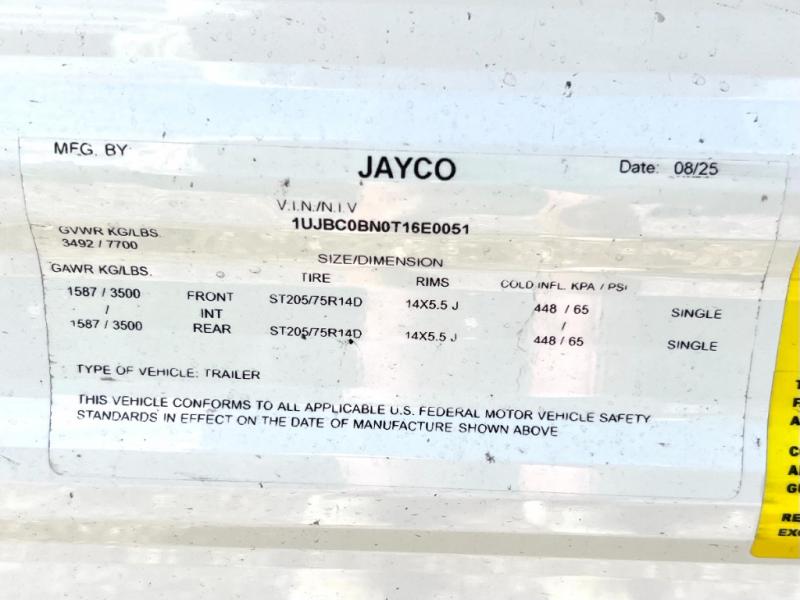 MFG. BY JAYCO Date: 08/25
V.I.N./N.I.V
1UJBC0BN0T16E0051
GVWR KG/LBS.
3492 / 7700
SIZE/DIMENSION
GAWR KG/LBS. TIRE RIMS COLD INFL. KPA / PSI
1587 / 3500 FRONT ST205/75R14D 14X5.5 J 448 / 65 SINGLE
/ INT /
1587 / 3500 REAR ST205/75R14D 14X5.5 J 448 / 65 SINGLE
TYPE OF VEHICLE: TRAILER
THIS VEHICLE CONFORMS TO ALL APPLICABLE U.S. FEDERAL MOTOR VEHICLE SAFETY
STANDARDS IN EFFECT ON THE DATE OF MANUFACTURE SHOWN ABOVE